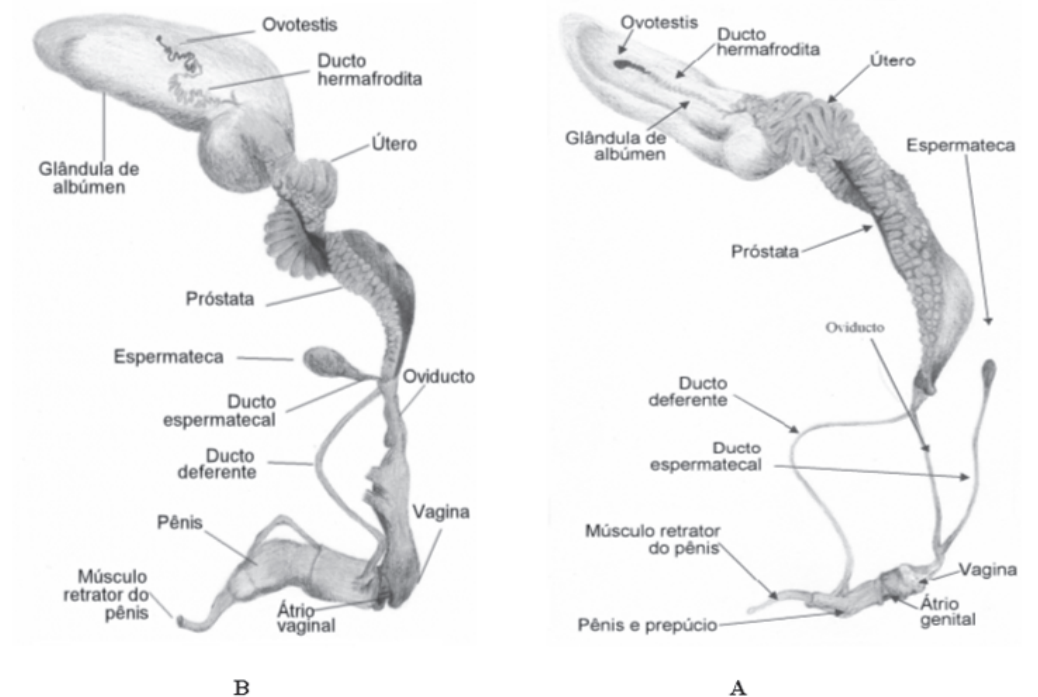 Ovotestis
Ducto
hermafrodita
Útero
Glândula de
albúmen
Próstata
Espermateca
Oviducto
Ducto
espermatecal
Ducto
deferente
Vagina
Pênis
Músculo
retrator do
pênis
Átrio
vaginal
B
Ovotestis
Ducto
hermafrodita
Útero
Glândula de
albúmen
Espermateca
Próstata
Oviducto
Ducto
deferente
Ducto
espermatecal
Músculo retrator
do pênis
Vagina
Átrio
genital
Pênis e prepúcio
A